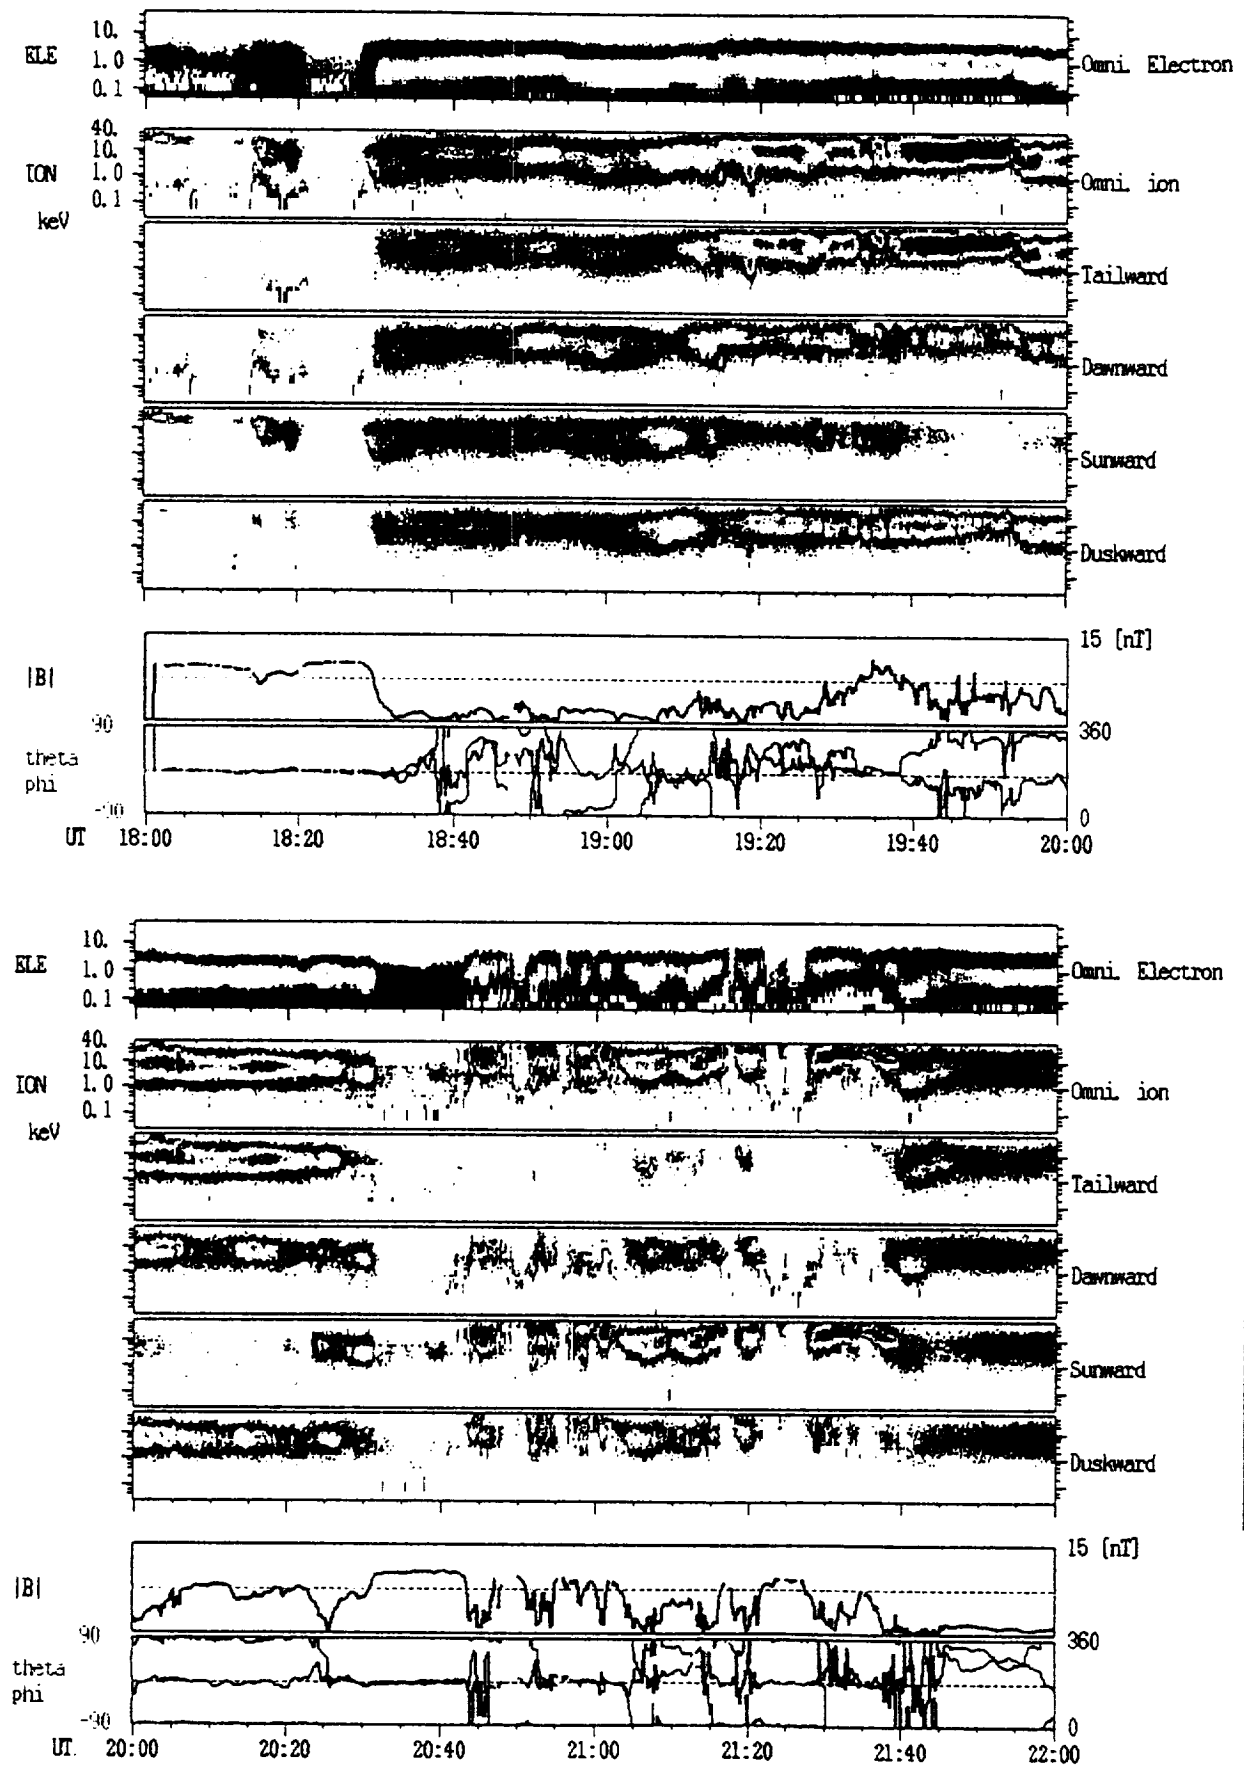 10.
ELE
1.0
0.1
Omni. Electron
40.
10.
ION
1.0
0.1
keV
Omni. ion
Tailward
Dawnward
Sunward
Duskward
|B|
15 [nT]
90
360
theta
phi
-90
0
UT
18:00 18:20 18:40 19:00 19:20 19:40 20:00
10.
ELE
1.0
0.1
Omni. Electron
40.
10.
ION
1.0
0.1
keV
Omni. ion
Tailward
Dawnward
Sunward
Duskward
|B|
15 [nT]
90
360
theta
phi
-90
0
UT. 20:00 20:20 20:40 21:00 21:20 21:40 22:00